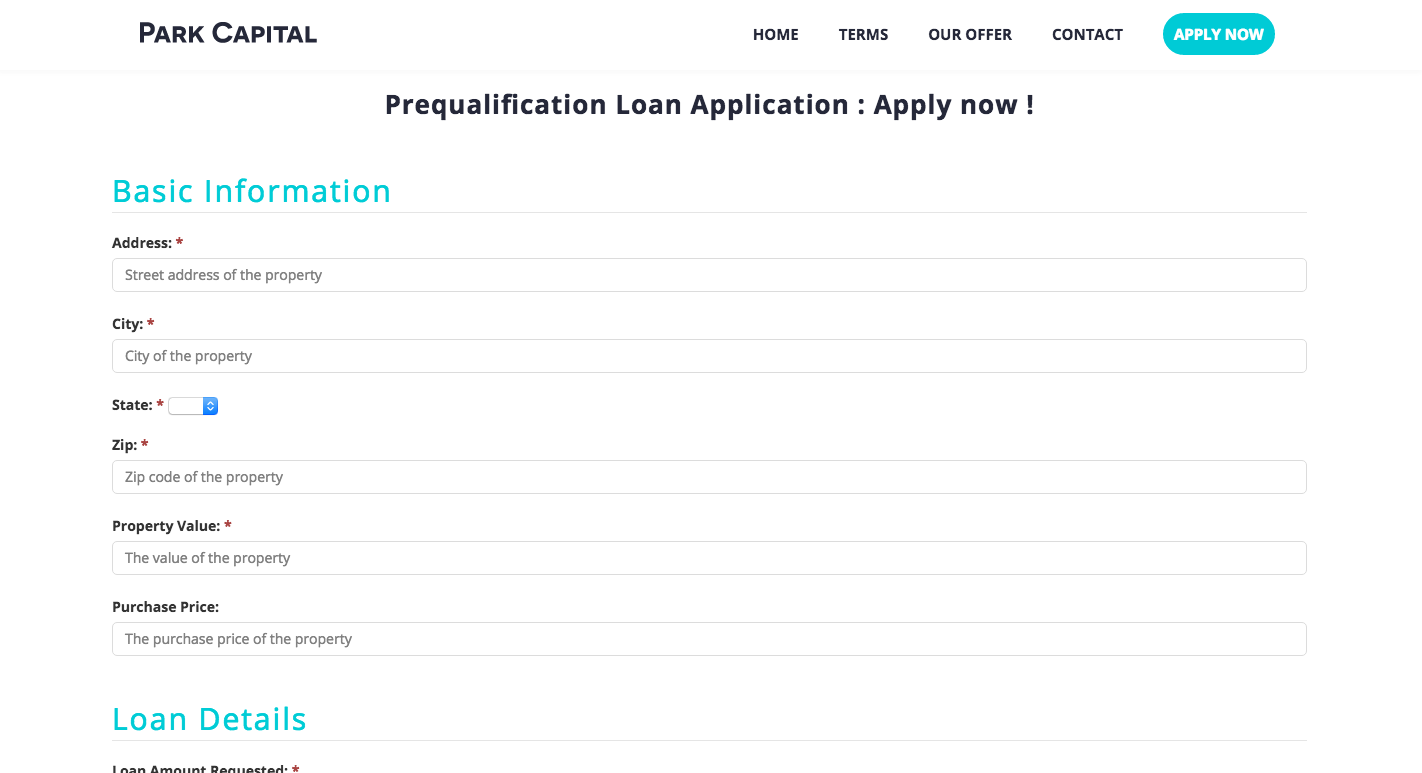 PARK CAPITAL
HOME TERMS OUR OFFER CONTACT APPLY NOW
Prequalification Loan Application : Apply now !
Basic Information
Address: *
Street address of the property
City: *
City of the property
State: *
Zip: *
Zip code of the property
Property Value: *
The value of the property
Purchase Price:
The purchase price of the property
Loan Details
Loan Amount Requested: *